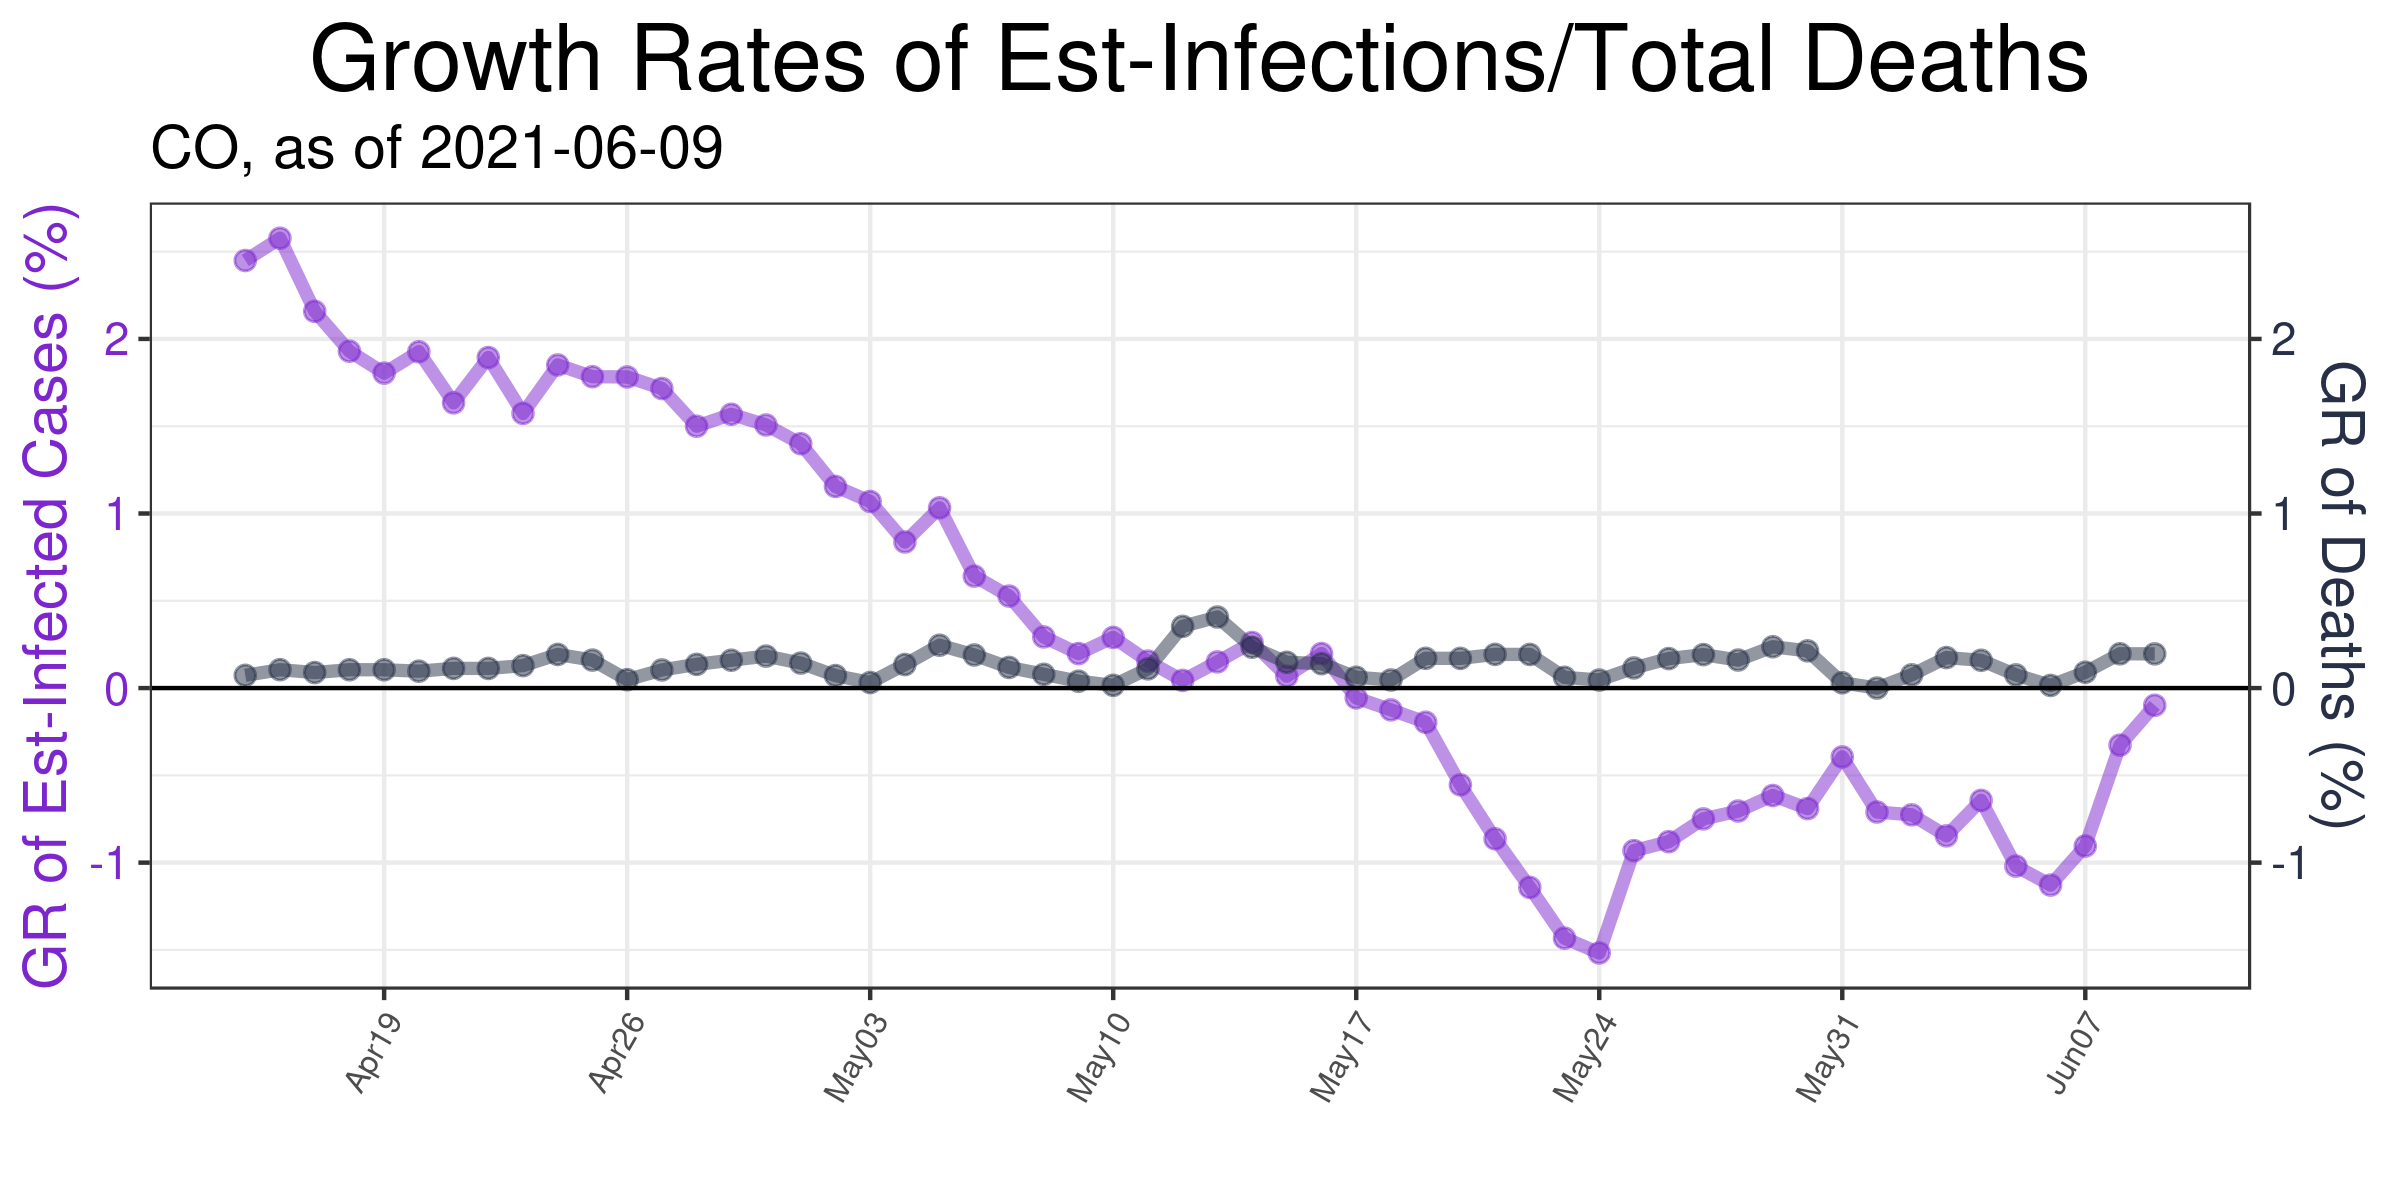 Growth Rates of Est-Infections/Total Deaths
CO, as of 2021-06-09
GR of Est-Infected Cases (%)
2
1
0
-1
2
1
0
-1
GR of Deaths (%)
Apr19
Apr26
May03
May10
May17
May24
May31
Jun07